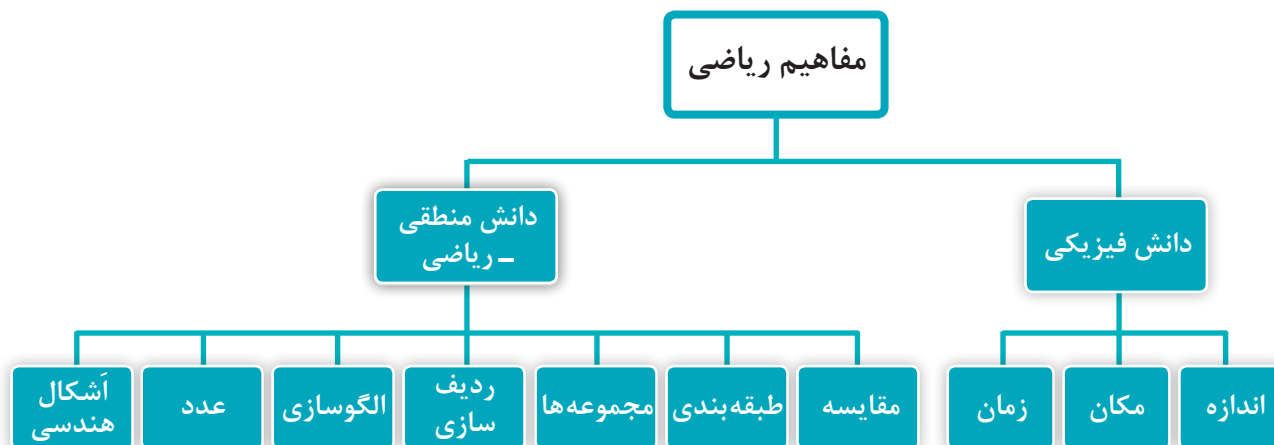 مفاهیم ریاضی
دانش فیزیکی
دانش منطقی
ـ ریاضی
اندازه
مکان
زمان
مقایسه
طبقه‌بندی
مجموعه‌ها
ردیف
سازی
الگوسازی
عدد
اَشکال
هندسی